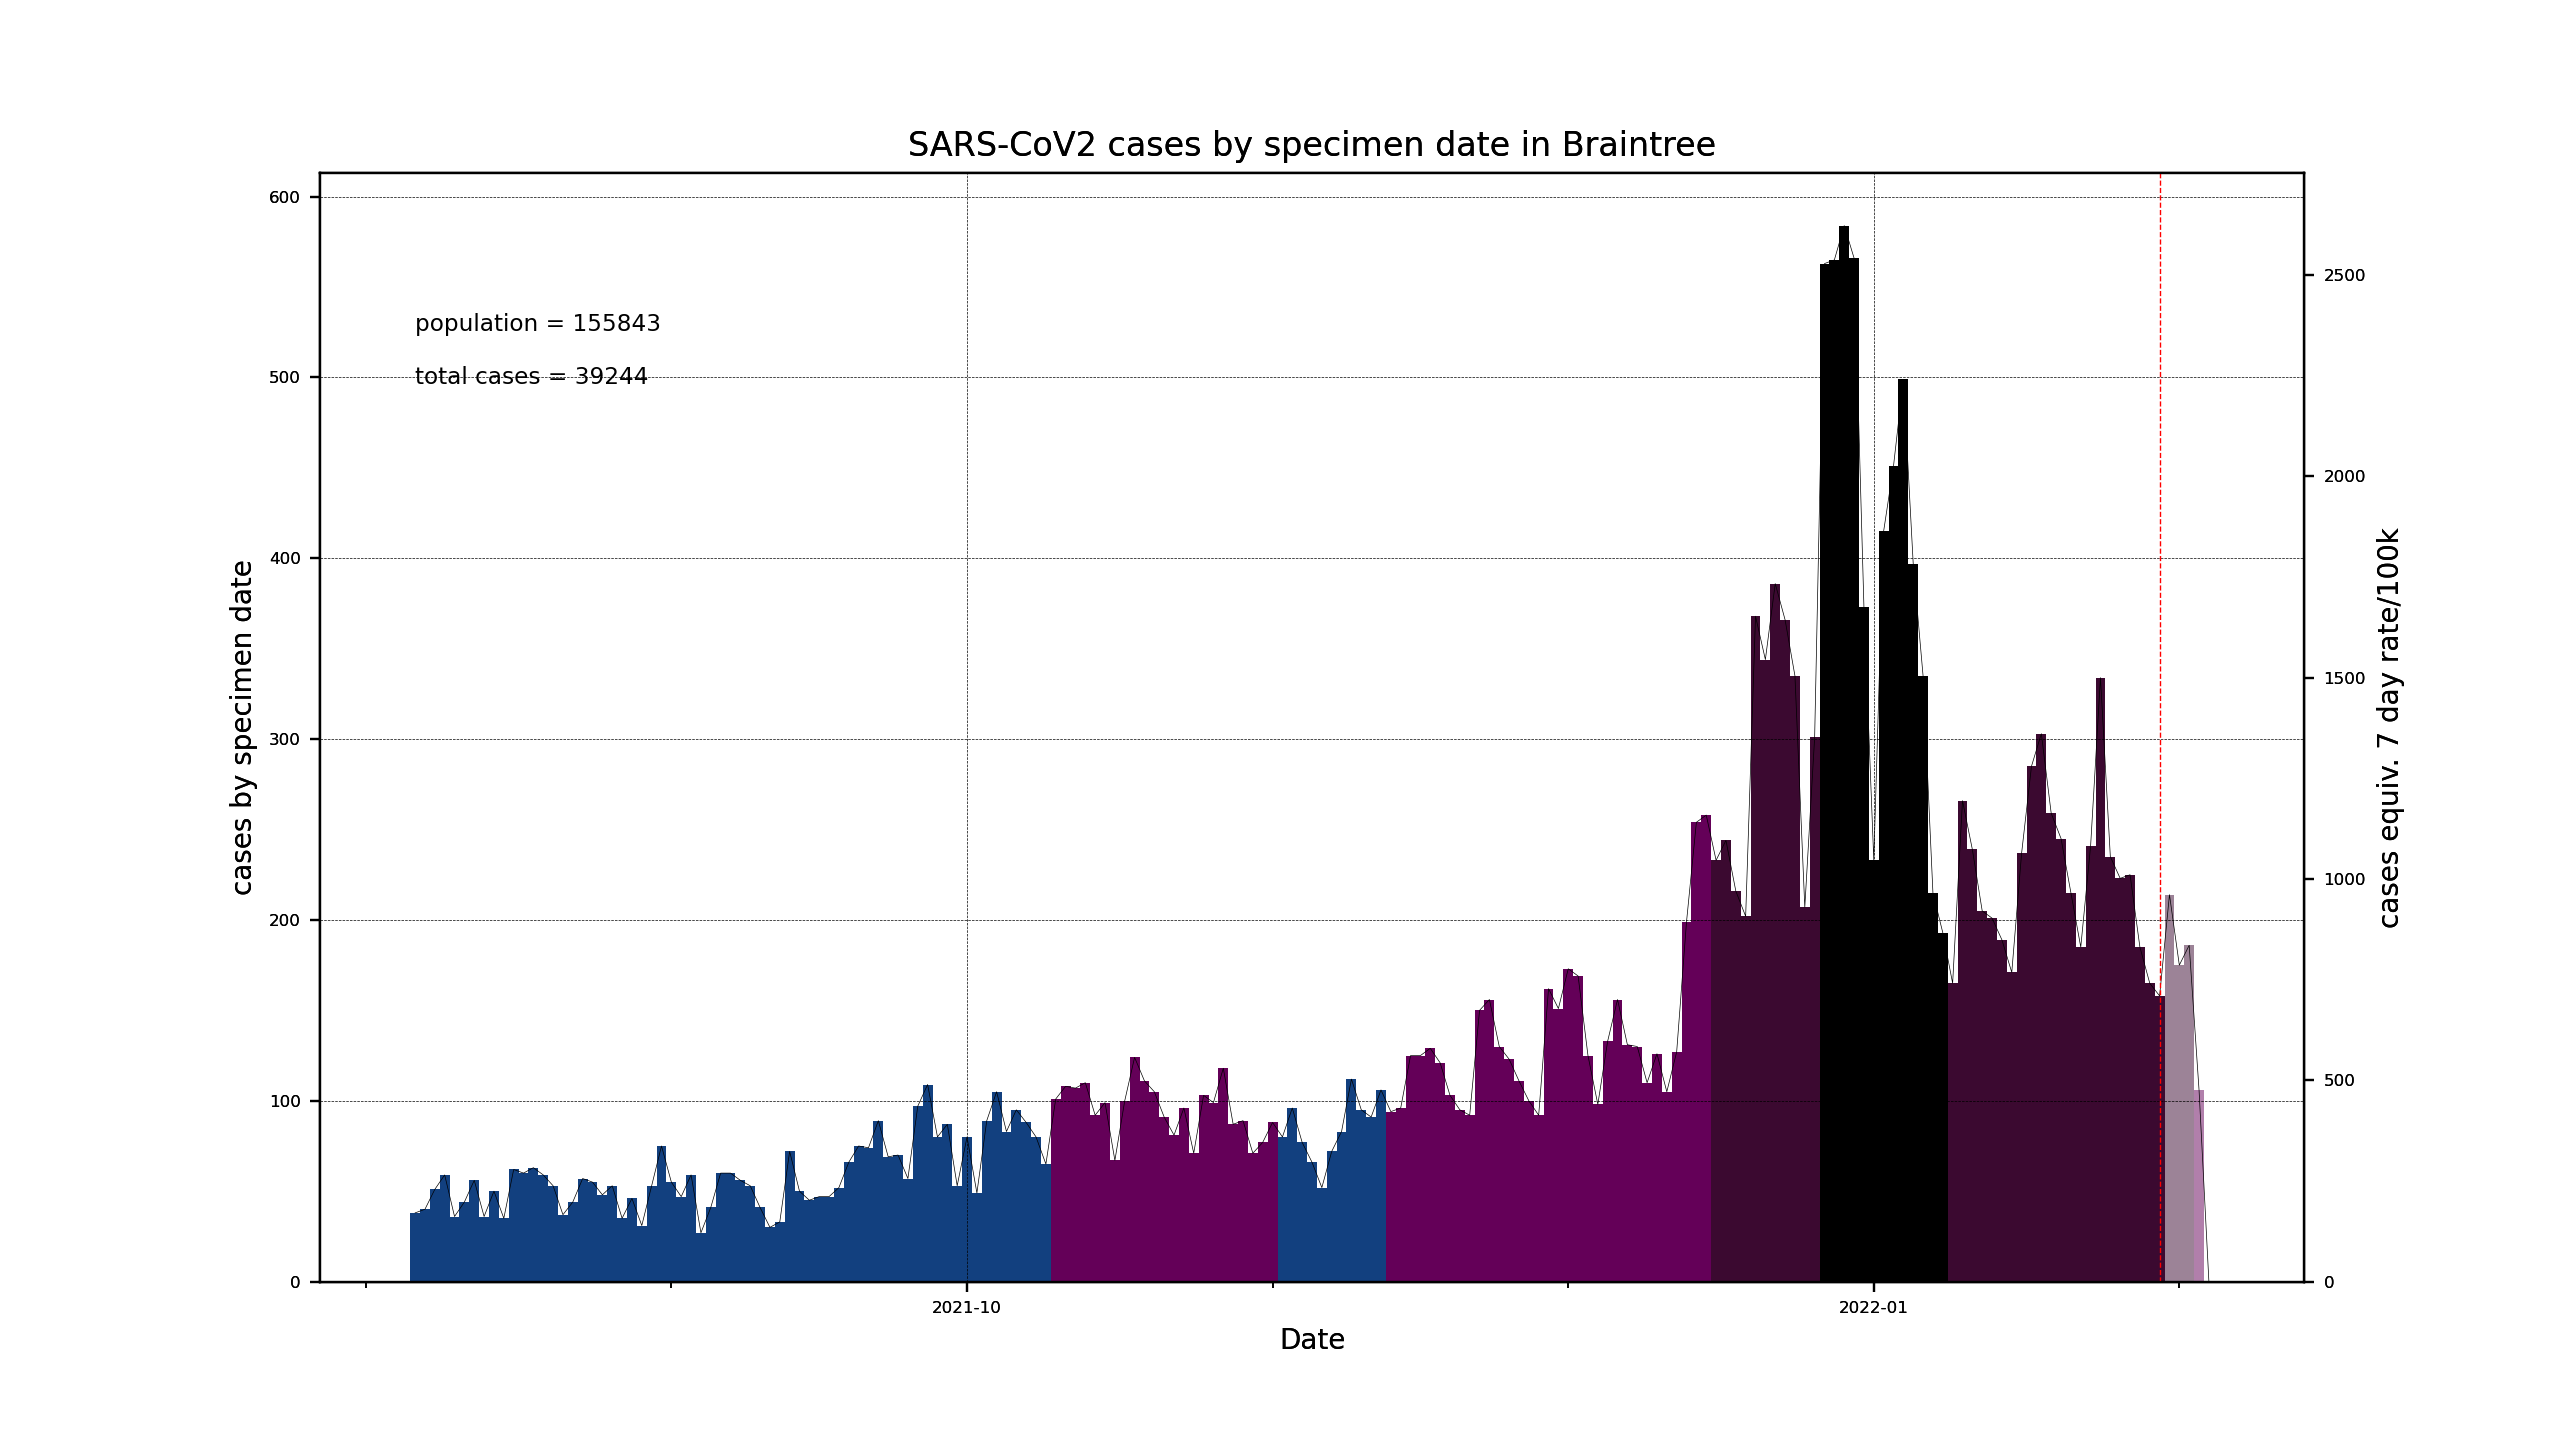 SARS-CoV2 cases by specimen date in Braintree
population = 155843
total cases = 39244
cases by specimen date
600
500
400
300
200
100
0
2500
2000
1500
1000
500
0
cases equiv. 7 day rate/100k
2021-10
2022-01
Date